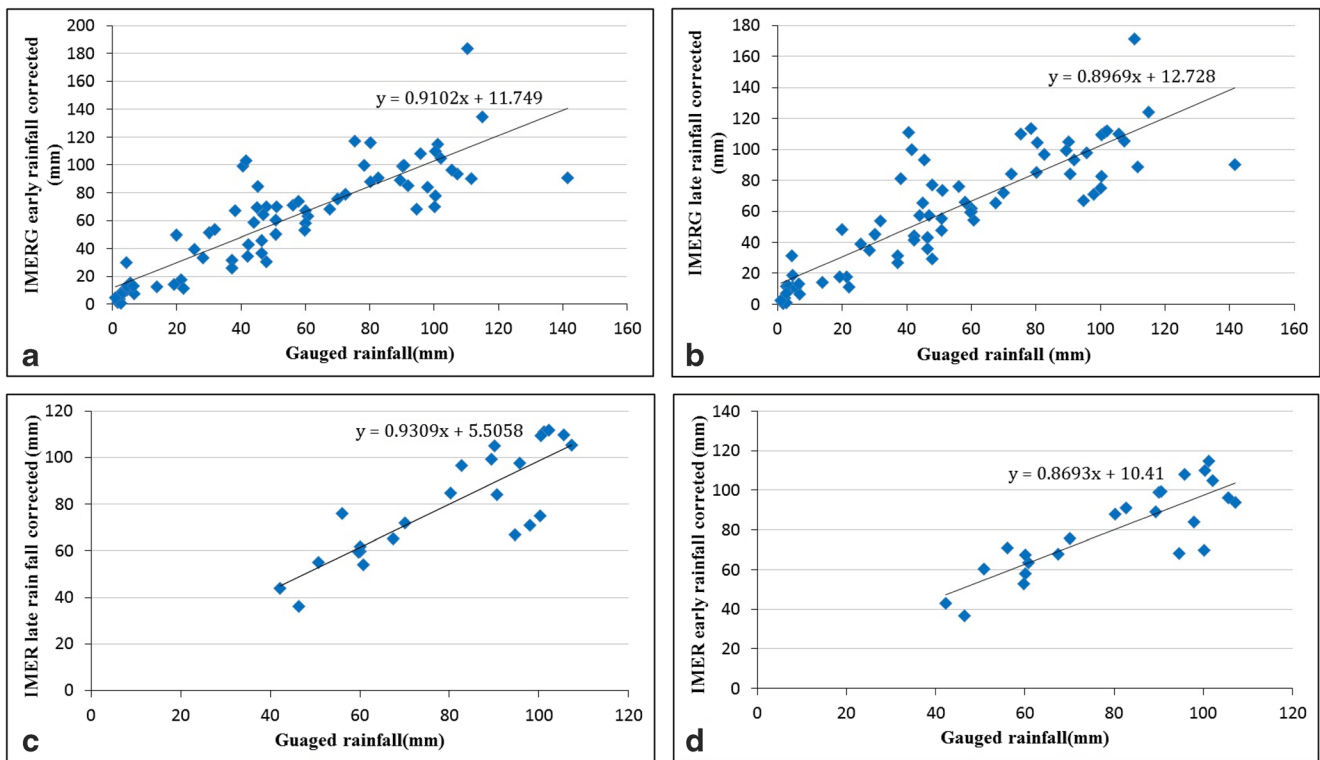 200
180
160
140
120
100
80
60
40
20
0
IMERG early rainfall corrected
(mm)
y = 0.9102x + 11.749
0 20 40 60 80 100 120 140 160
Gauged rainfall(mm)
a
180
160
140
120
100
80
60
40
20
0
IMERG late rainfall corrected
(mm)
y = 0.8969x + 12.728
0 20 40 60 80 100 120 140 160
Guaged rainfall (mm)
b
120
100
80
60
40
20
0
IMER late rain fall correted (mm)
y = 0.9309x + 5.5058
0 20 40 60 80 100 120
Guaged rainfall(mm)
c
140
120
100
80
60
40
20
0
IMER early rainfall corrected (mm)
y = 0.8693x + 10.41
0 20 40 60 80 100 120
Gauged rainfall(mm)
d